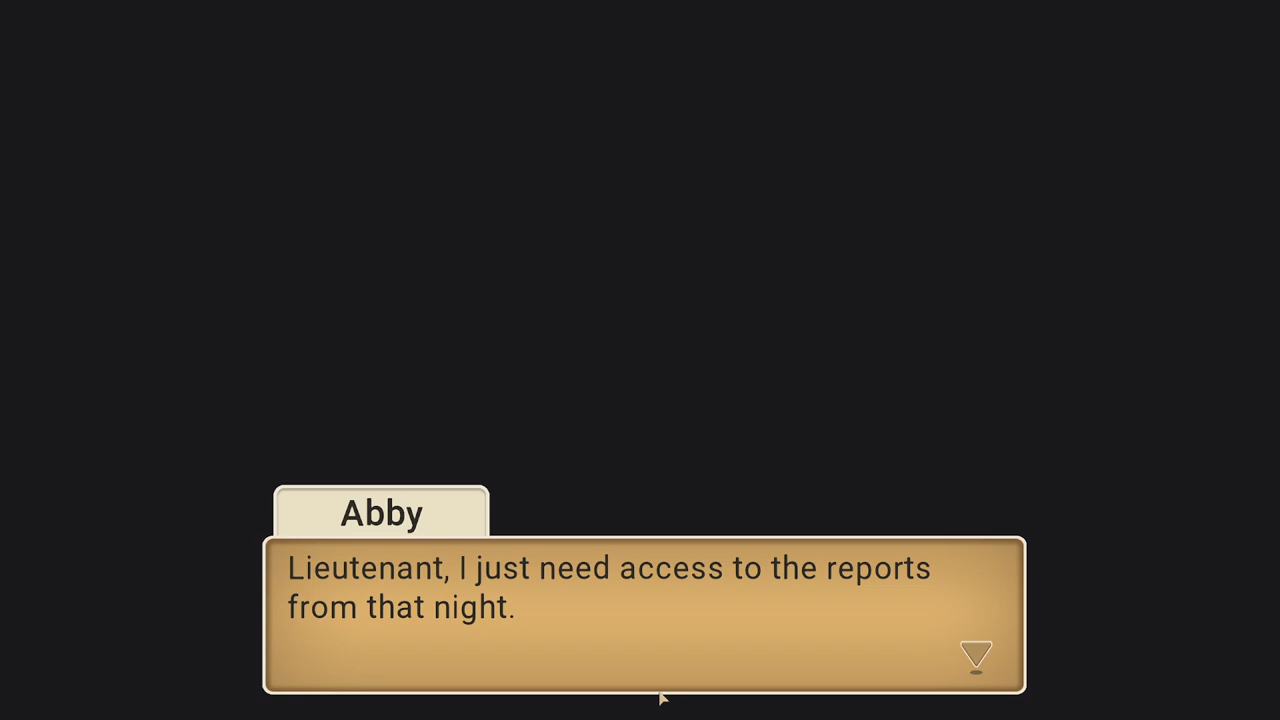 Abby
Lieutenant, I just need access to the reports
from that night.